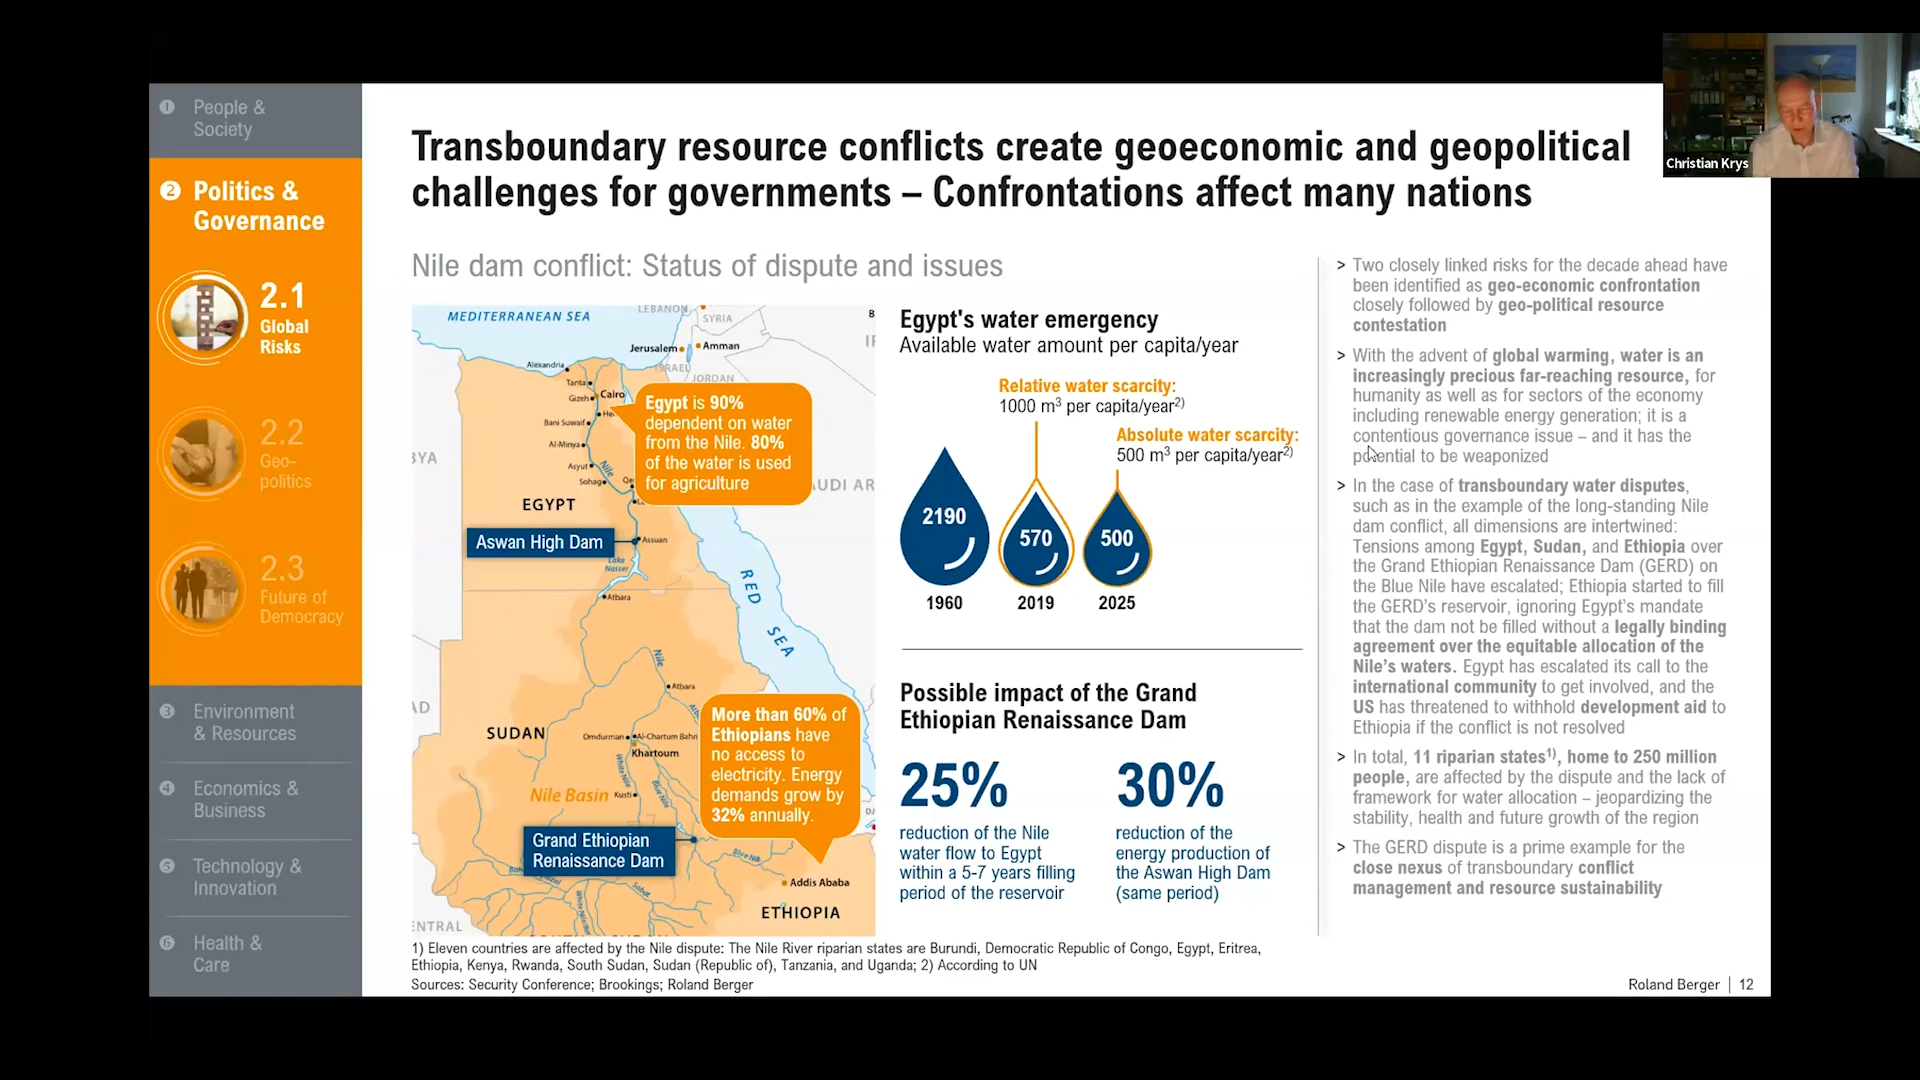 ❶ People &
Society
❷ Politics &
Governance
2.1
Global
Risks
2.2
Geo-
politics
2.3
Future of
Democracy
❸ Environment
& Resources
❹ Economics &
Business
❺ Technology &
Innovation
❻ Health &
Care
Christian Krys
Transboundary resource conflicts create geoeconomic and geopolitical
challenges for governments – Confrontations affect many nations
Nile dam conflict: Status of dispute and issues
MEDITERRANEAN SEA
LEBANON
SYRIA
Jerusalem
Amman
ISRAEL
JORDAN
Alexandria
Tanta
Cairo
Gizeh
Bani Suwaif
Al-Minya
Asyut
Nile
Sohag
EGYPT
AUDI AR
Egypt is 90%
dependent on water
from the Nile. 80%
of the water is used
for agriculture
Aswan High Dam
Assuan
Lake
Nasser
Atbara
RED SEA
Nile
Atbara
SUDAN
Omdurman
Al-Chartum Bahri
Khartoum
White Nile
Blue Nile
Nile Basin
Kusti
More than 60% of
Ethiopians have
no access to
electricity. Energy
demands grow by
32% annually.
Grand Ethiopian
Renaissance Dam
Addis Ababa
ETHIOPIA
ENTRAL
Egypt's water emergency
Available water amount per capita/year
Relative water scarcity:
1000 m³ per capita/year²⁾
Absolute water scarcity:
500 m³ per capita/year²⁾
2190
570
500
1960
2019
2025
Possible impact of the Grand
Ethiopian Renaissance Dam
25%
reduction of the Nile
water flow to Egypt
within a 5-7 years filling
period of the reservoir
30%
reduction of the
energy production of
the Aswan High Dam
(same period)
> Two closely linked risks for the decade ahead have
been identified as geo-economic confrontation
closely followed by geo-political resource
contestation
> With the advent of global warming, water is an
increasingly precious far-reaching resource, for
humanity as well as for sectors of the economy
including renewable energy generation; it is a
contentious governance issue – and it has the
potential to be weaponized
> In the case of transboundary water disputes,
such as in the example of the long-standing Nile
dam conflict, all dimensions are intertwined:
Tensions among Egypt, Sudan, and Ethiopia over
the Grand Ethiopian Renaissance Dam (GERD) on
the Blue Nile have escalated; Ethiopia started to fill
the GERD's reservoir, ignoring Egypt's mandate
that the dam not be filled without a legally binding
agreement over the equitable allocation of the
Nile's waters. Egypt has escalated its call to the
international community to get involved, and the
US has threatened to withhold development aid to
Ethiopia if the conflict is not resolved
> In total, 11 riparian states¹⁾, home to 250 million
people, are affected by the dispute and the lack of
framework for water allocation – jeopardizing the
stability, health and future growth of the region
> The GERD dispute is a prime example for the
close nexus of transboundary conflict
management and resource sustainability
1) Eleven countries are affected by the Nile dispute: The Nile River riparian states are Burundi, Democratic Republic of Congo, Egypt, Eritrea,
Ethiopia, Kenya, Rwanda, South Sudan, Sudan (Republic of), Tanzania, and Uganda; 2) According to UN
Sources: Security Conference; Brookings; Roland Berger
Roland Berger | 12